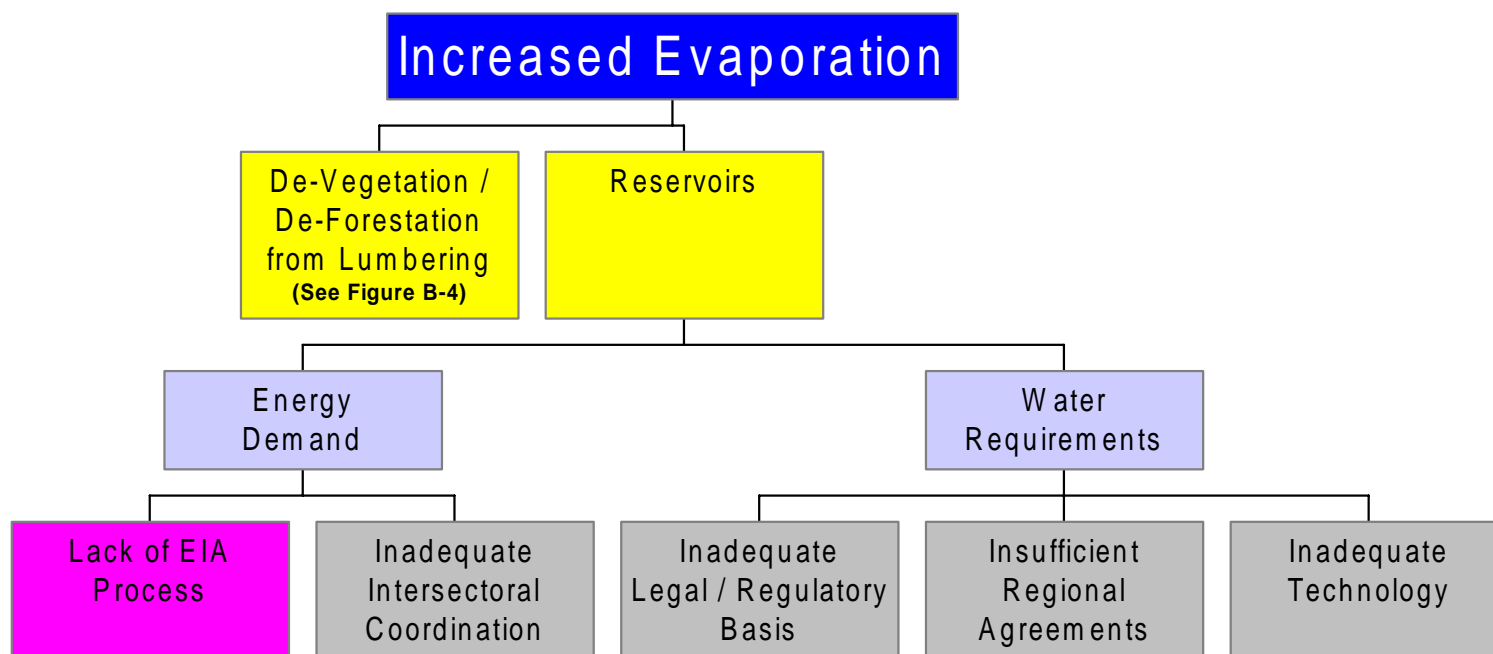 Increased Evaporation
De-Vegetation /
De-Forestation
from Lumbering
(See Figure B-4)
Reservoirs
Energy
Demand
Water
Requirements
Lack of EIA
Process
Inadequate
Intersectoral
Coordination
Inadequate
Legal / Regulatory
Basis
Insufficient
Regional
Agreements
Inadequate
Technology